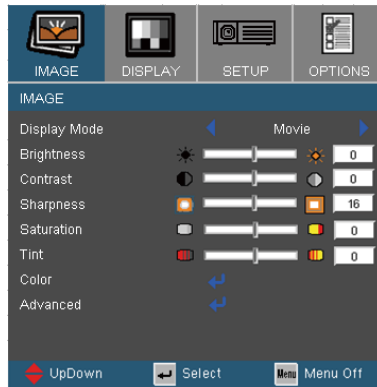 IMAGE DISPLAY SETUP OPTIONS
IMAGE
Display Mode Movie
Brightness 0
Contrast 0
Sharpness 16
Saturation 0
Tint 0
Color
Advanced
UpDown Select Menu Menu Off